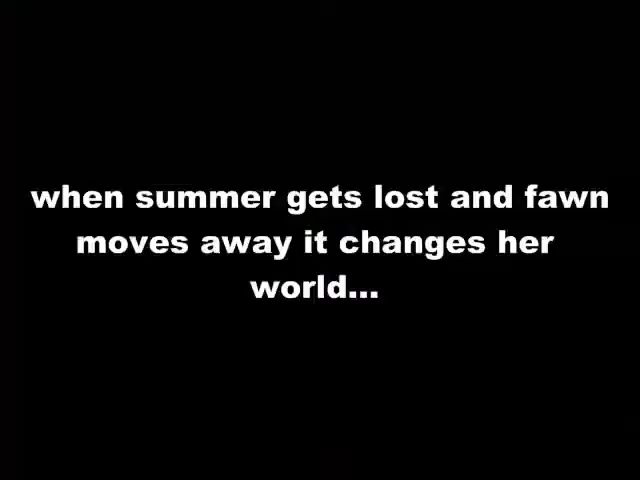 when summer gets lost and fawn
moves away it changes her
world...